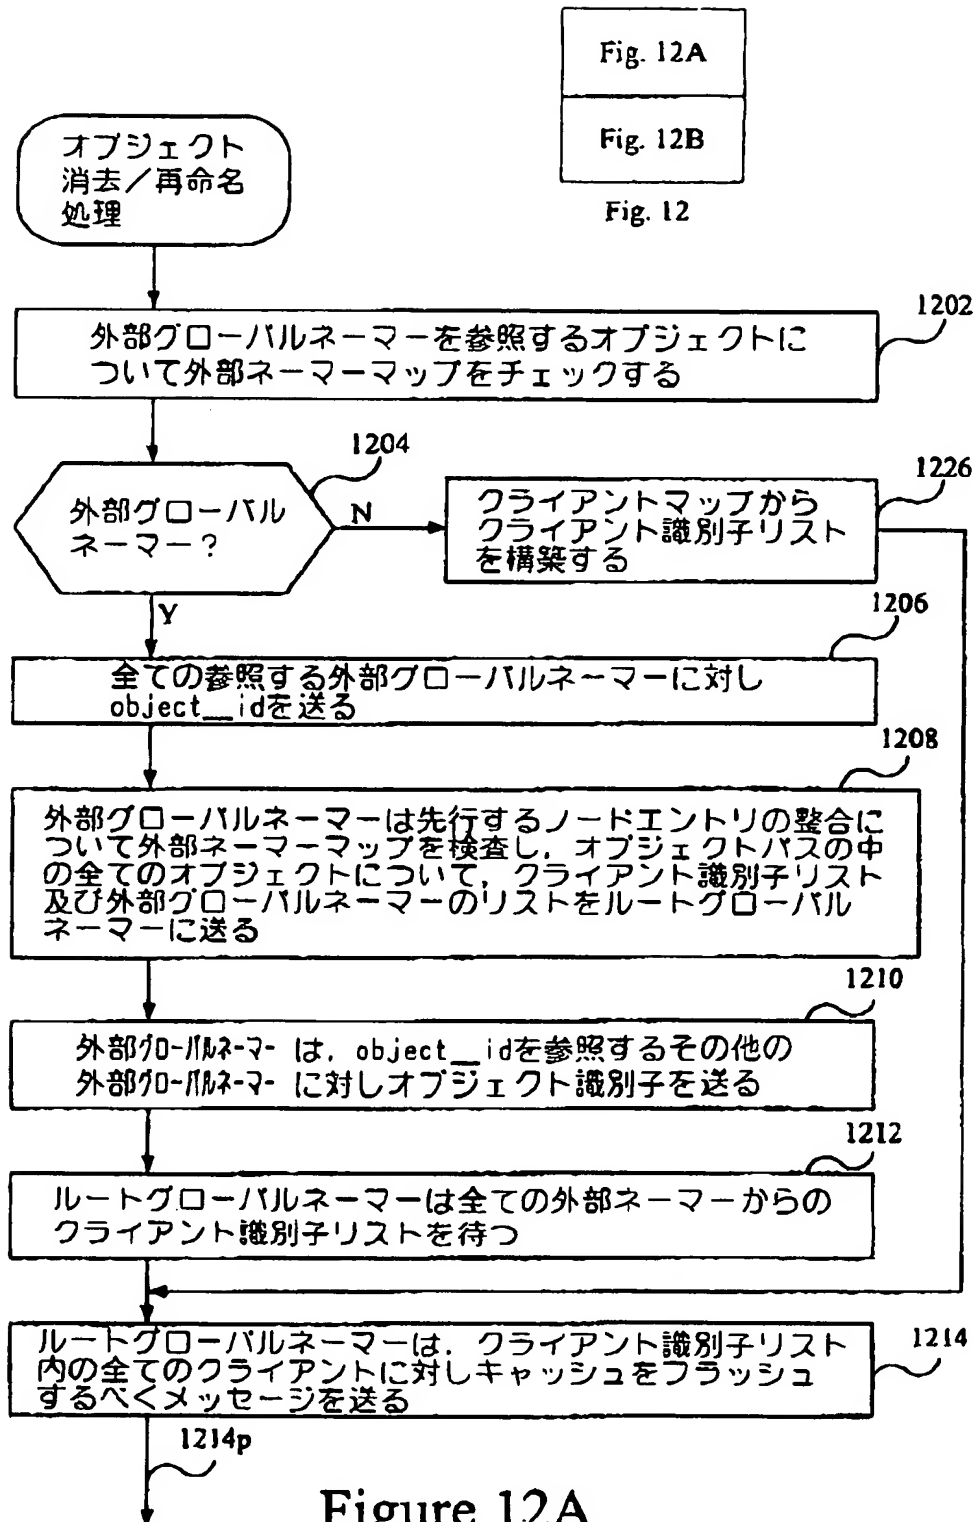 Fig. 12A
Fig. 12B
Fig. 12
オブジェクト
消去／再命名
処理
1202
外部グローバルネーマーを参照するオブジェクトに
ついて外部ネーマーマップをチェックする
1204
外部グローバル
ネーマー？
N
Y
1226
クライアントマップから
クライアント識別子リスト
を構築する
1206
全ての参照する外部グローバルネーマーに対し
object__idを送る
1208
外部グローバルネーマーは先行するノードエントリの整合に
ついて外部ネーマーマップを検査し，オブジェクトパスの中
の全てのオブジェクトについて，クライアント識別子リスト
及び外部グローバルネーマーのリストをルートグローバル
ネーマーに送る
1210
外部グローバルネーマー は，object__idを参照するその他の
外部グローバルネーマー に対しオブジェクト識別子を送る
1212
ルートグローバルネーマーは全ての外部ネーマーからの
クライアント識別子リストを待つ
1214
ルートグローバルネーマーは，クライアント識別子リスト
内の全てのクライアントに対しキャッシュをフラッシュ
するべくメッセージを送る
1214p
Figure 12A